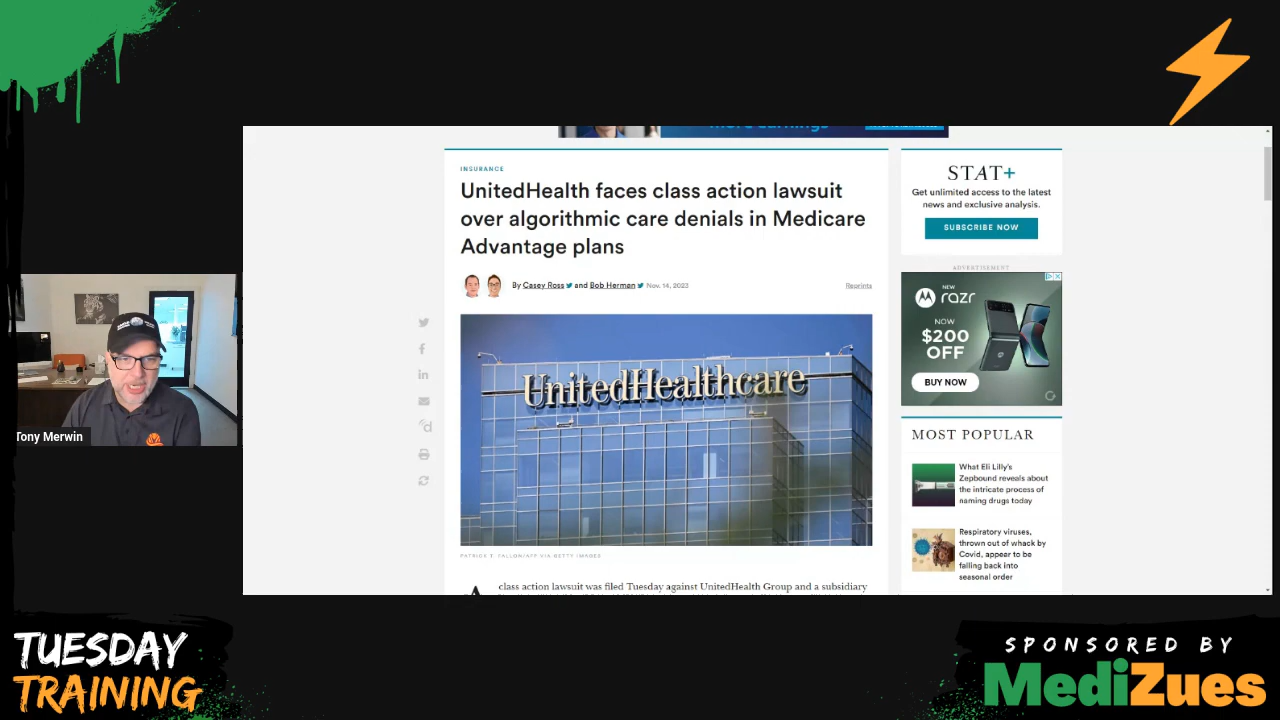 INSURANCE
UnitedHealth faces class action lawsuit
over algorithmic care denials in Medicare
Advantage plans
By Casey Ross and Bob Herman Nov. 14, 2023
Reprints
UnitedHealthcare
PATRICK T. FALLON/AFP VIA GETTY IMAGES
class action lawsuit was filed Tuesday against UnitedHealth Group and a subsidiary
STAT+
Get unlimited access to the latest
news and exclusive analysis.
SUBSCRIBE NOW
ADVERTISEMENT
NEW
razr
NOW
$200
OFF
BUY NOW
MOST POPULAR
What Eli Lilly's
Zepbound reveals about
the intricate process of
naming drugs today
Respiratory viruses,
thrown out of whack by
Covid, appear to be
falling back into
seasonal order
Tony Merwin
TUESDAY
TRAINING
SPONSORED BY
MediZues